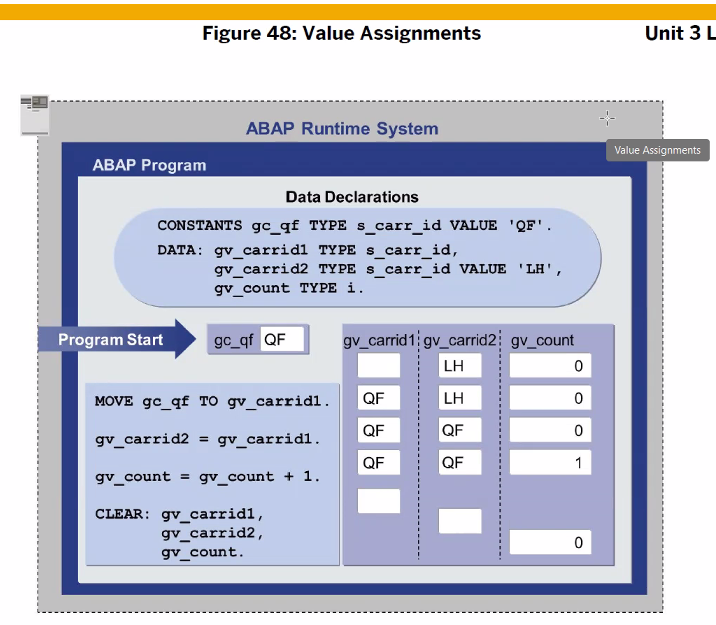 Figure 48: Value Assignments
Unit 3 L
ABAP Runtime System
Value Assignments
ABAP Program
Data Declarations
CONSTANTS gc_qf TYPE s_carr_id VALUE 'QF'.
DATA: gv_carrid1 TYPE s_carr_id,
gv_carrid2 TYPE s_carr_id VALUE 'LH',
gv_count TYPE i.
Program Start
gc_qf QF
gv_carrid1 gv_carrid2 gv_count
LH 0
MOVE gc_qf TO gv_carrid1.
QF LH 0
gv_carrid2 = gv_carrid1.
QF QF 0
gv_count = gv_count + 1.
QF QF 1
CLEAR: gv_carrid1,
gv_carrid2,
gv_count.
0